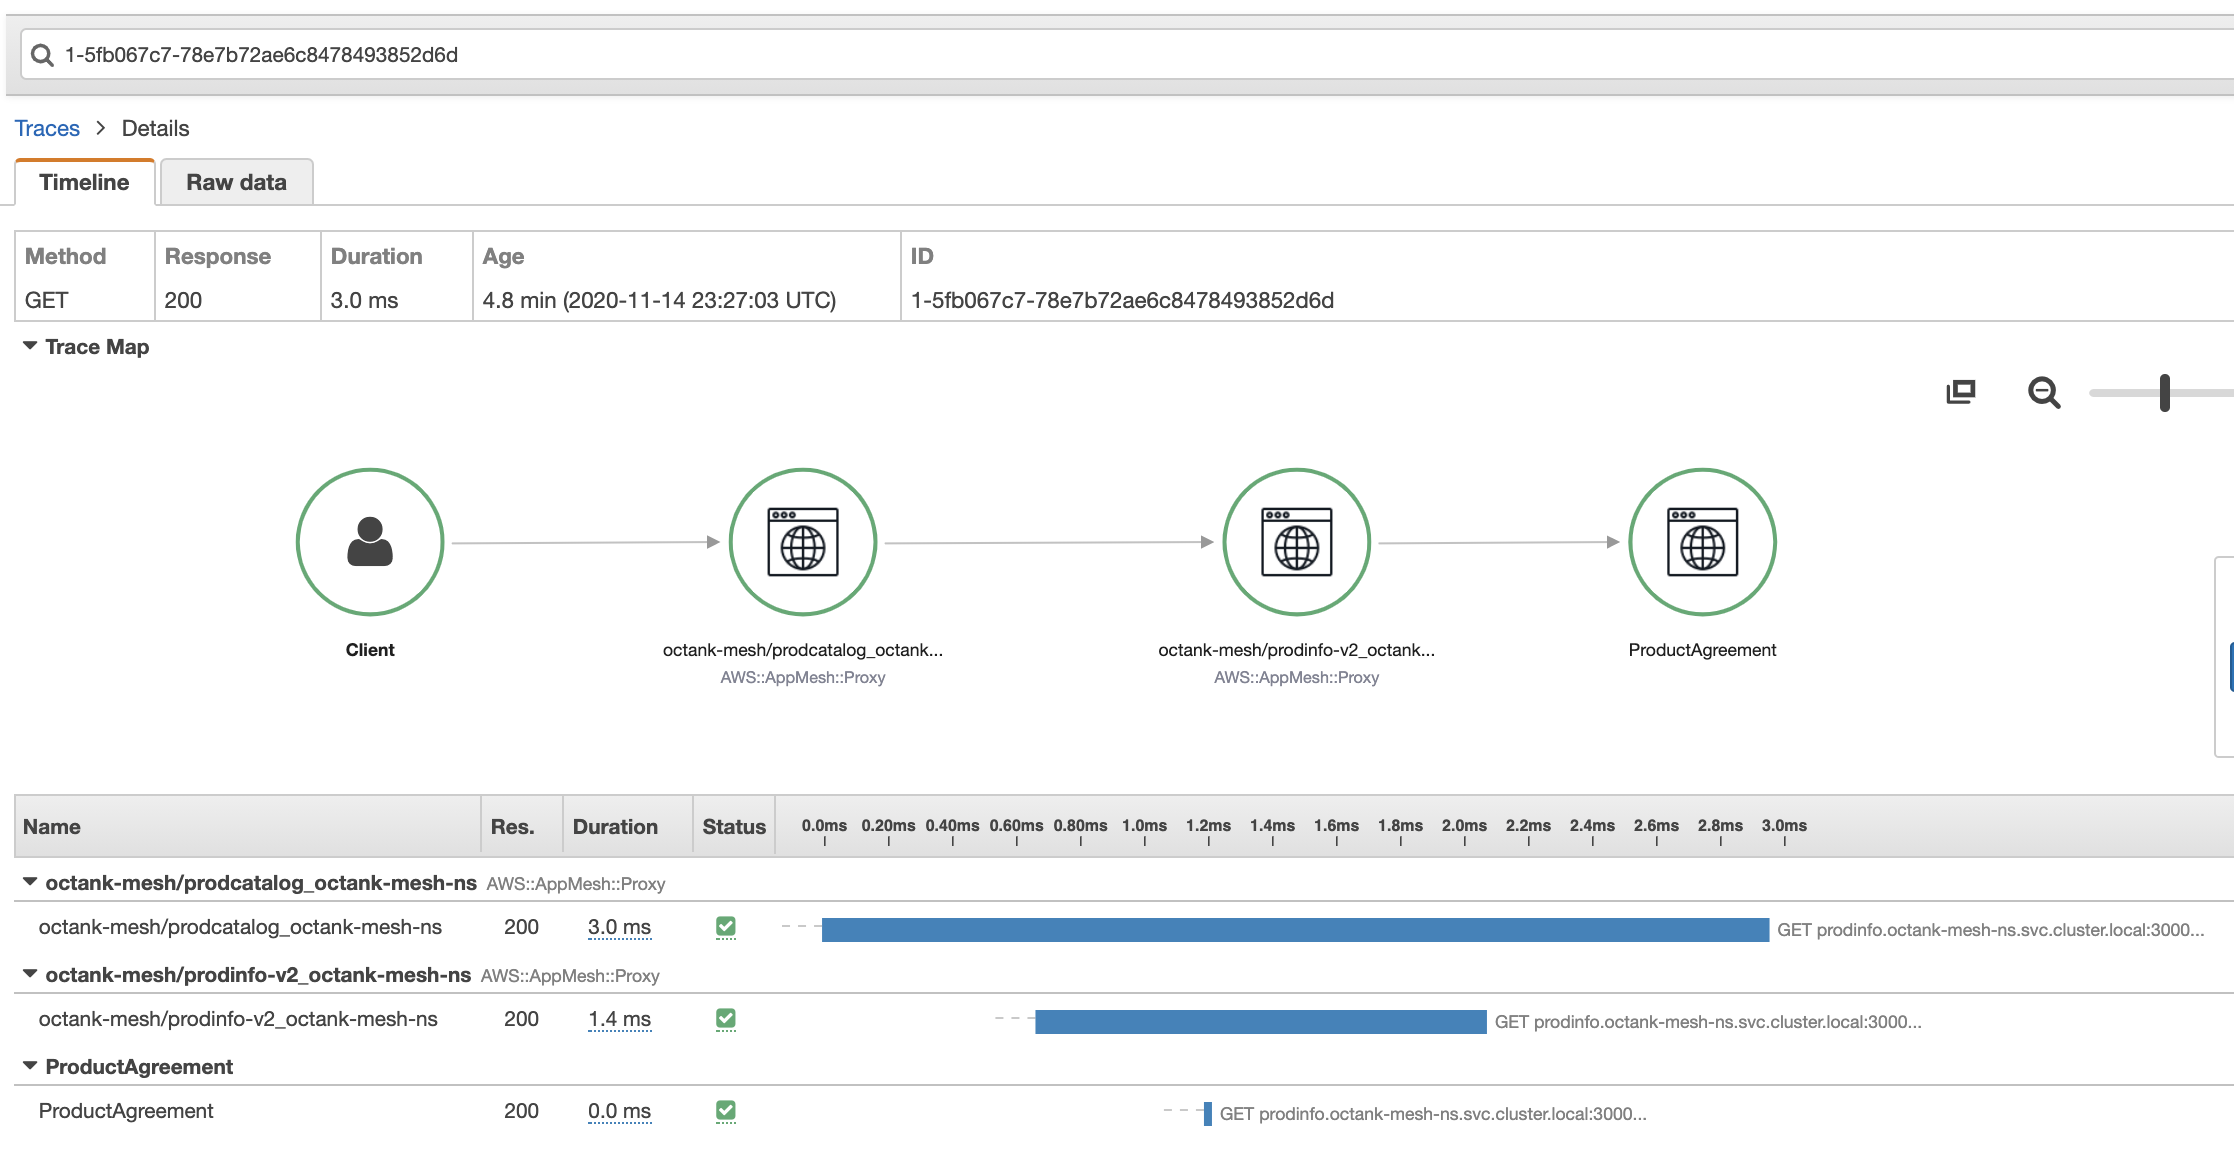 1-5fb067c7-78e7b72ae6c8478493852d6d
Traces > Details
Timeline Raw data
Method Response Duration Age ID
GET 200 3.0 ms 4.8 min (2020-11-14 23:27:03 UTC) 1-5fb067c7-78e7b72ae6c8478493852d6d
Trace Map
Client octank-mesh/prodcatalog_octank... octank-mesh/prodinfo-v2_octank... ProductAgreement
AWS::AppMesh::Proxy AWS::AppMesh::Proxy
Name Res. Duration Status 0.0ms 0.20ms 0.40ms 0.60ms 0.80ms 1.0ms 1.2ms 1.4ms 1.6ms 1.8ms 2.0ms 2.2ms 2.4ms 2.6ms 2.8ms 3.0ms
octank-mesh/prodcatalog_octank-mesh-ns AWS::AppMesh::Proxy
octank-mesh/prodcatalog_octank-mesh-ns 200 3.0 ms GET prodinfo.octank-mesh-ns.svc.cluster.local:3000...
octank-mesh/prodinfo-v2_octank-mesh-ns AWS::AppMesh::Proxy
octank-mesh/prodinfo-v2_octank-mesh-ns 200 1.4 ms GET prodinfo.octank-mesh-ns.svc.cluster.local:3000...
ProductAgreement
ProductAgreement 200 0.0 ms GET prodinfo.octank-mesh-ns.svc.cluster.local:3000...